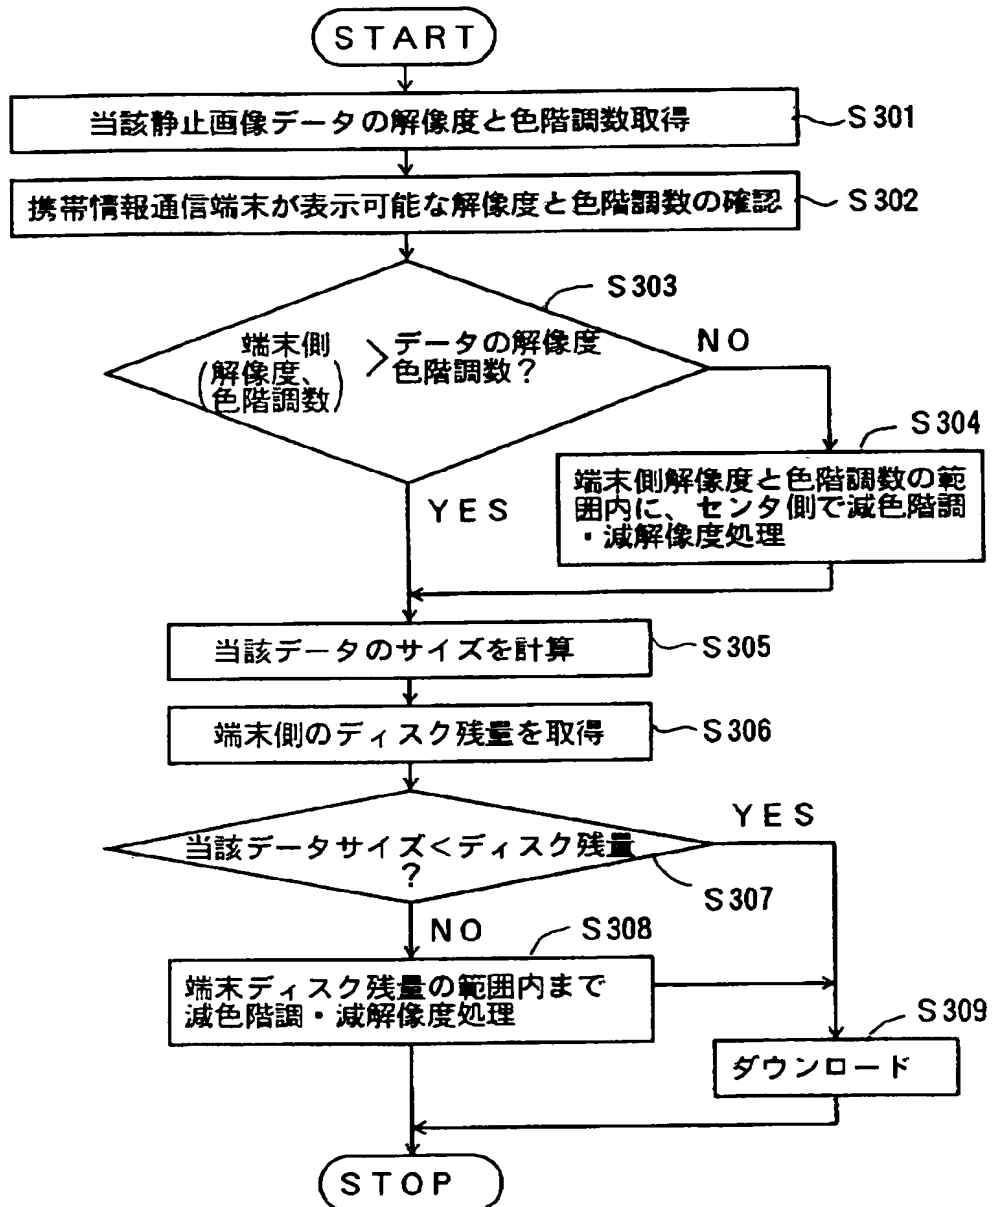 START
当該静止画像データの解像度と色階調数取得
S301
携帯情報通信端末が表示可能な解像度と色階調数の確認
S302
S303
端末側
(解像度、
色階調数)
>
データの解像度
色階調数?
NO
YES
S304
端末側解像度と色階調数の範
囲内に、センタ側で減色階調
・減解像度処理
当該データのサイズを計算
S305
端末側のディスク残量を取得
S306
当該データサイズ<ディスク残量
?
YES
S307
NO
S308
端末ディスク残量の範囲内まで
減色階調・減解像度処理
S309
ダウンロード
STOP